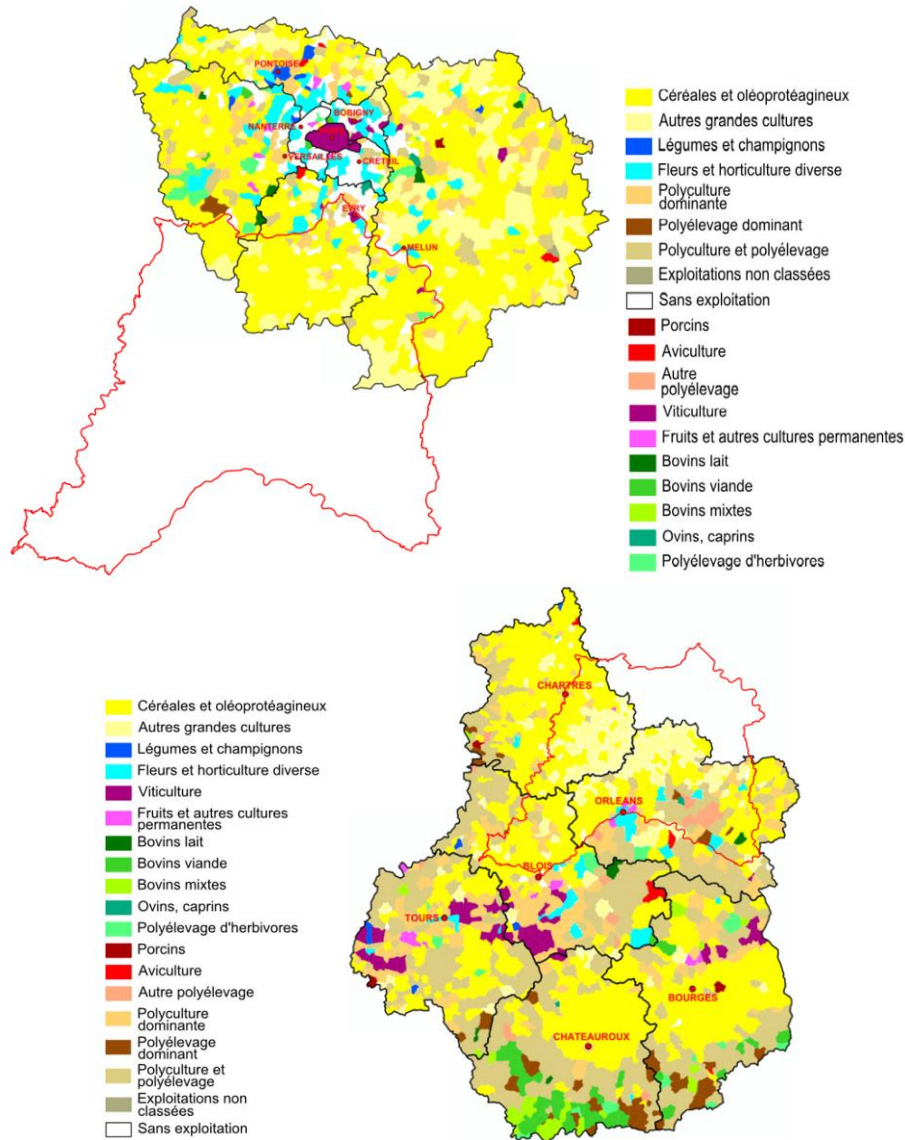 PONTOISE
BOBIGNY
NANTERRE
VERSAILLES
CRETEIL
EVRY
MELUN
Céréales et oléoprotéagineux
Autres grandes cultures
Légumes et champignons
Fleurs et horticulture diverse
Polyculture
dominante
Polyélevage dominant
Polyculture et polyélevage
Exploitations non classées
Sans exploitation
Porcins
Aviculture
Autre
polyélevage
Viticulture
Fruits et autres cultures permanentes
Bovins lait
Bovins viande
Bovins mixtes
Ovins, caprins
Polyélevage d'herbivores
Céréales et oléoprotéagineux
Autres grandes cultures
Légumes et champignons
Fleurs et horticulture diverse
Viticulture
Fruits et autres cultures
permanentes
Bovins lait
Bovins viande
Bovins mixtes
Ovins, caprins
Polyélevage d'herbivores
Porcins
Aviculture
Autre polyélevage
Polyculture
dominante
Polyélevage
dominant
Polyculture et
polyélevage
Exploitations non
classées
Sans exploitation
CHARTRES
ORLEANS
BLOIS
TOURS
BOURGES
CHATEAUROUX